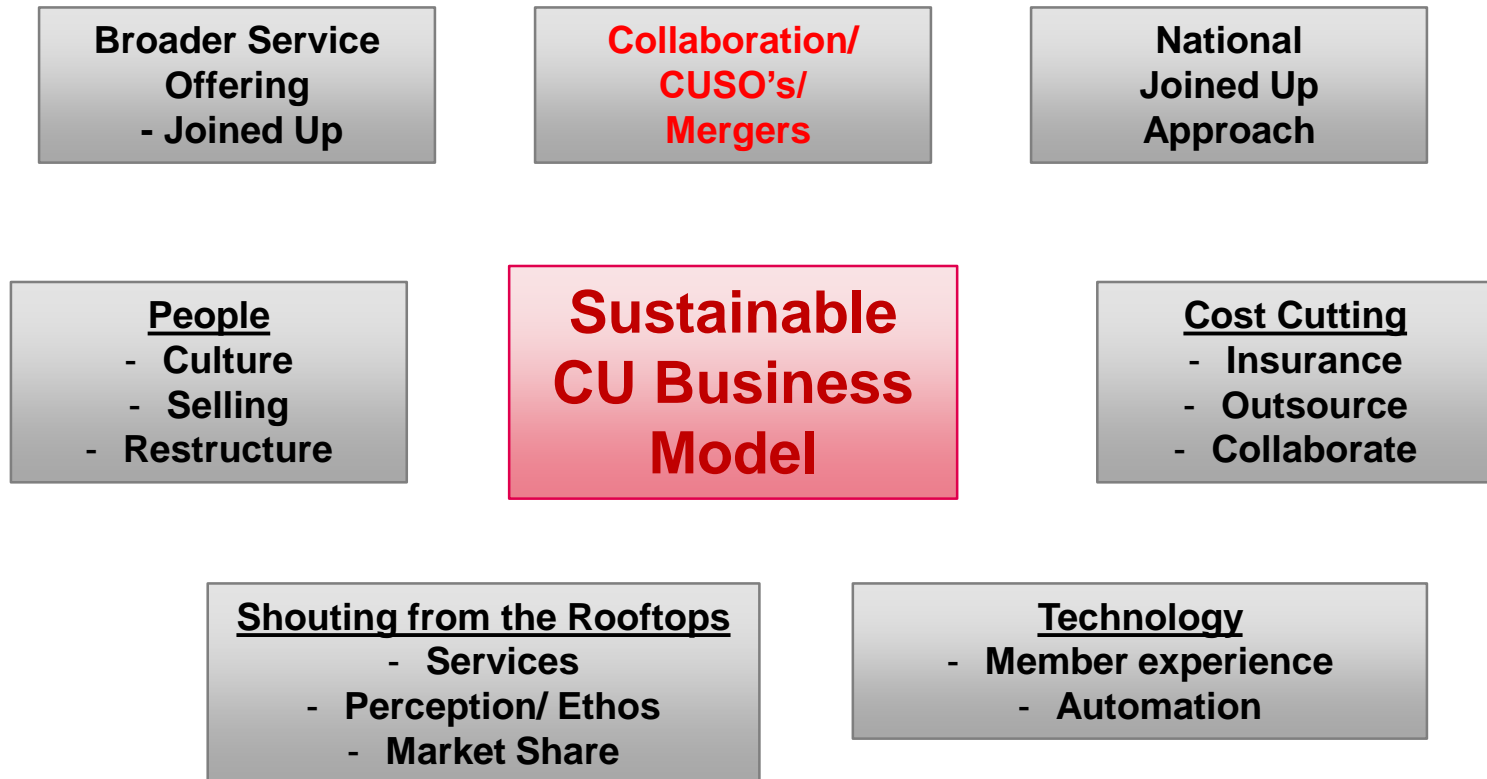 Broader Service
Offering
- Joined Up
Collaboration/
CUSO's/
Mergers
National
Joined Up
Approach
People
- Culture
- Selling
- Restructure
Sustainable
CU Business
Model
Cost Cutting
- Insurance
- Outsource
- Collaborate
Shouting from the Rooftops
- Services
- Perception/ Ethos
- Market Share
Technology
- Member experience
- Automation